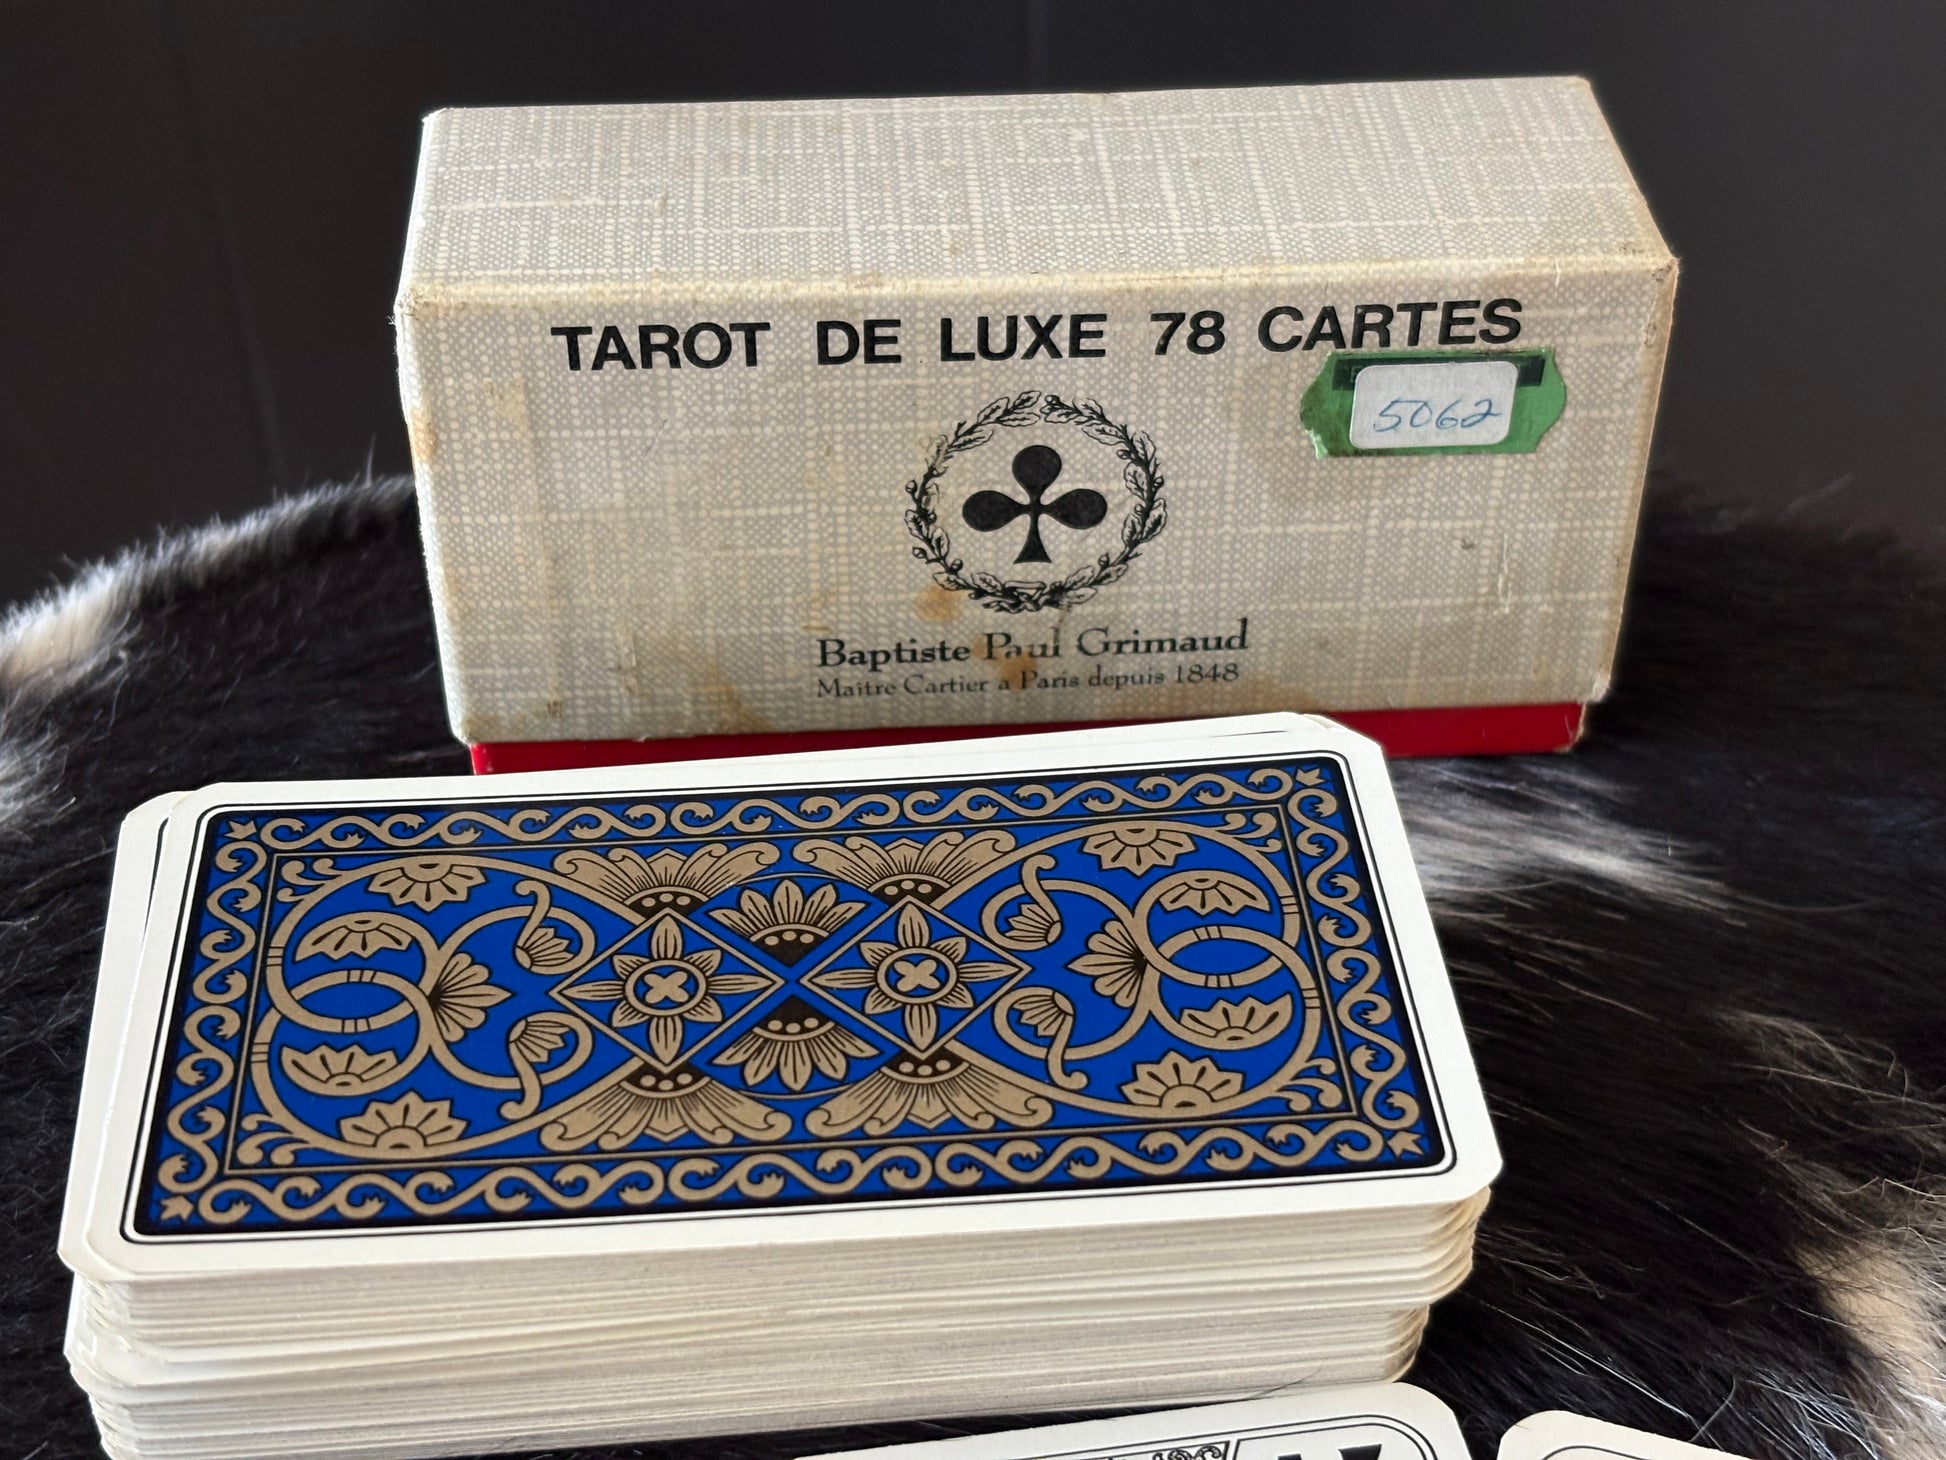 TAROT DE LUXE 78 CARTES
5062
Baptiste Paul Grimaud
Maître Cartier a Paris depuis 1848